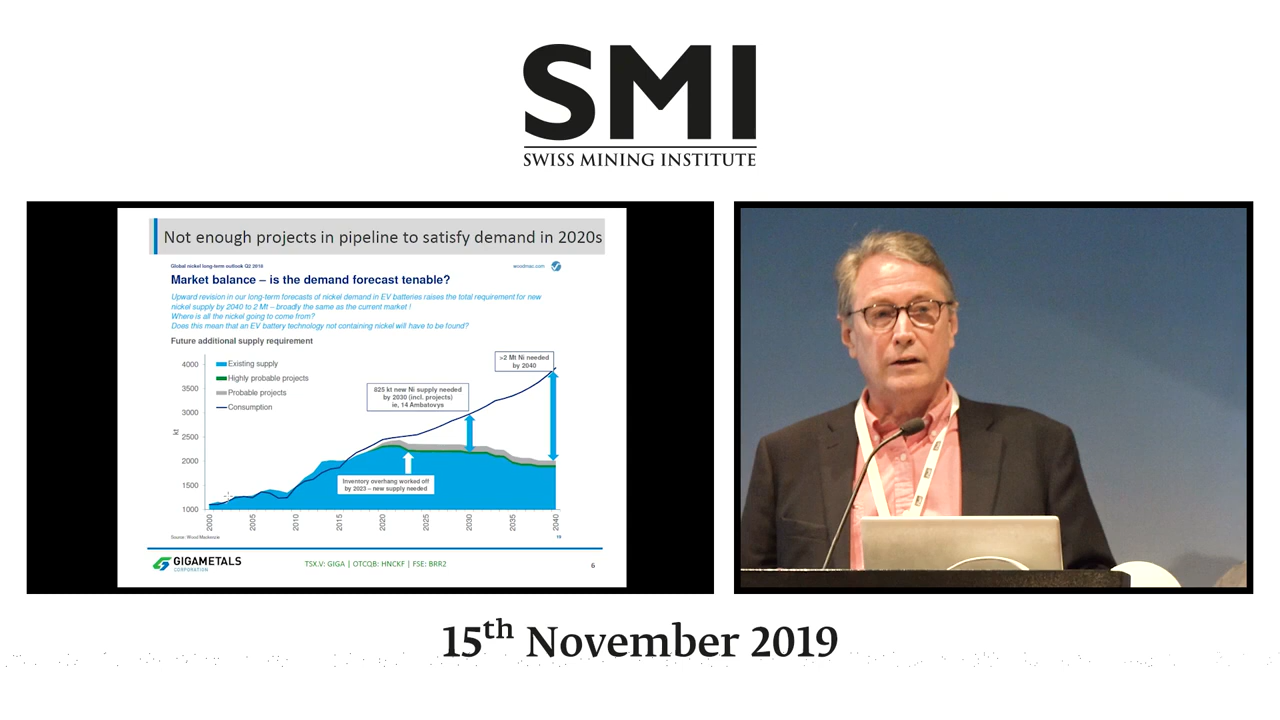 SMI
SWISS MINING INSTITUTE
Not enough projects in pipeline to satisfy demand in 2020s
Global nickel long-term outlook Q2 2018
woodmac.com
Market balance – is the demand forecast tenable?
Upward revision in our long-term forecasts of nickel demand in EV batteries raises the total requirement for new
nickel supply by 2040 to 2 Mt – broadly the same as the current market !
Where is all the nickel going to come from?
Does this mean that an EV battery technology not containing nickel will have to be found?
Future additional supply requirement
Existing supply
Highly probable projects
Probable projects
Consumption
>2 Mt Ni needed
by 2040
825 kt new Ni supply needed
by 2030 (incl. projects)
ie, 14 Ambatovys
Inventory overhang worked off
by 2023 – new supply needed
kt
4000
3500
3000
2500
2000
1500
1000
2000
2005
2010
2015
2020
2025
2030
2035
2040
Source: Wood Mackenzie
19
GIGAMETALS
CORPORATION
TSX.V: GIGA | OTCQB: HNCKF | FSE: BRR2
6
15th November 2019